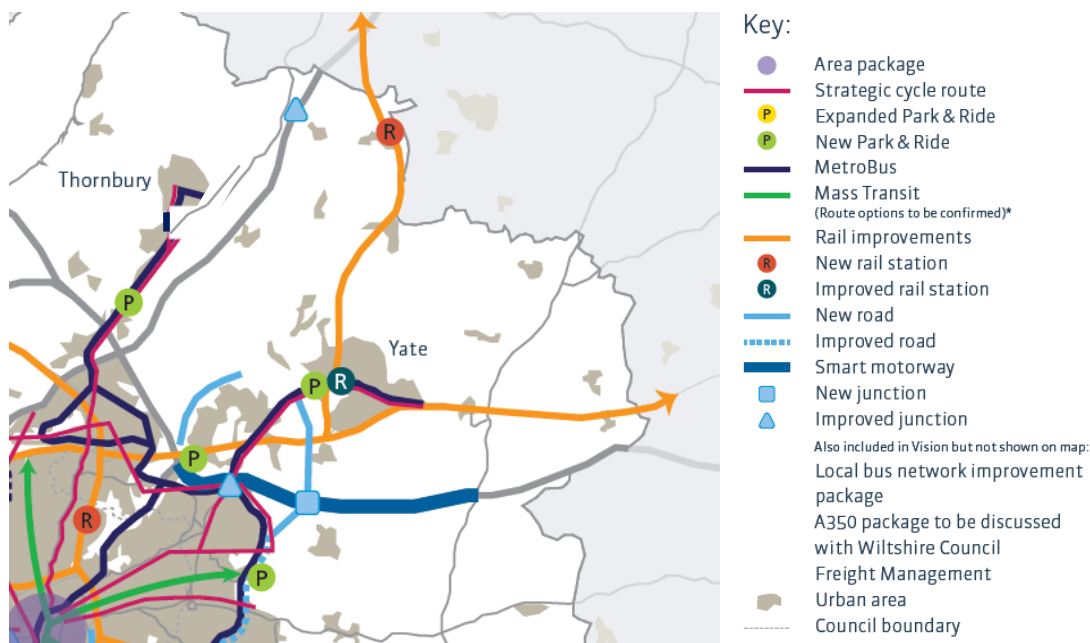 Thornbury
P
R
Yate
P
R
P
R
P
Key:
Area package
Strategic cycle route
P Expanded Park & Ride
P New Park & Ride
MetroBus
Mass Transit
(Route options to be confirmed)*
Rail improvements
R New rail station
R Improved rail station
New road
Improved road
Smart motorway
New junction
Improved junction
Also included in Vision but not shown on map:
Local bus network improvement
package
A350 package to be discussed
with Wiltshire Council
Freight Management
Urban area
Council boundary